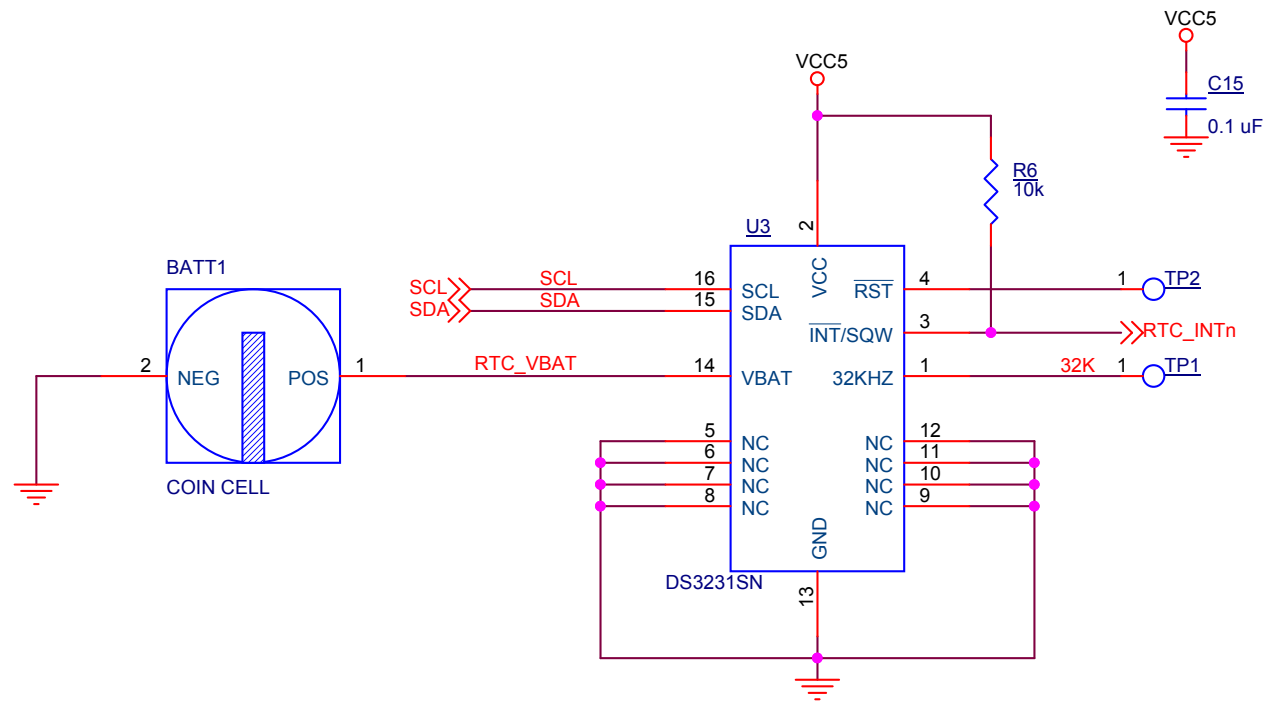 VCC5
C15
0.1 uF
VCC5
R6
10k
2
U3
BATT1
SCL
SCL
16
SCL
VCC
RST
4
1
TP2
SDA
SDA
15
SDA
INT/SQW
3
RTC_INTn
2
NEG
POS
1
RTC_VBAT
14
VBAT
32KHZ
1
32K
1
TP1
5
NC
NC
12
6
NC
NC
11
7
NC
NC
10
8
NC
NC
9
COIN CELL
GND
DS3231SN
13